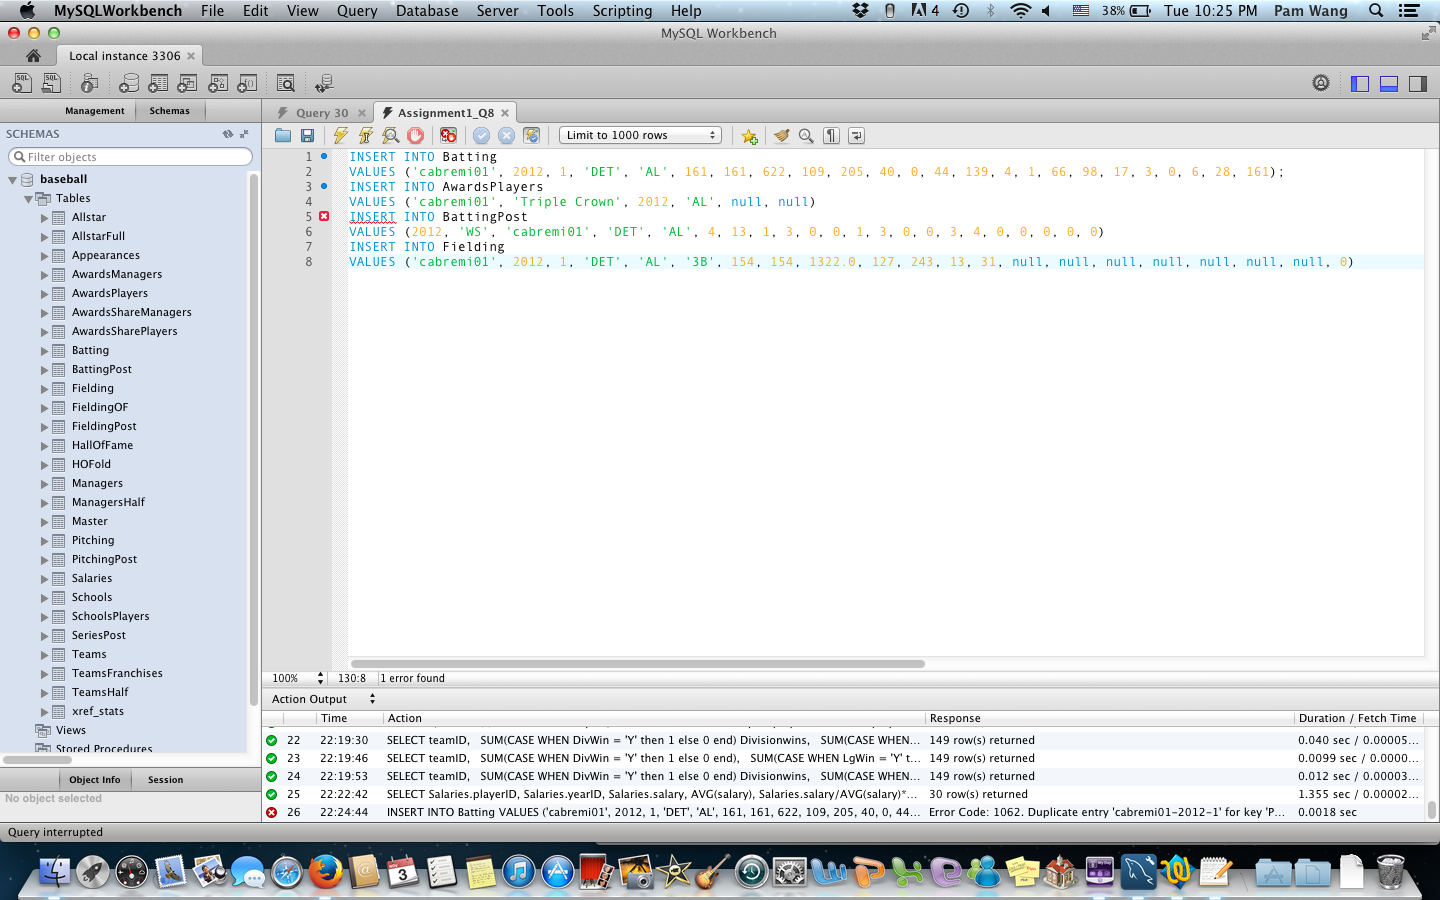 MySQLWorkbench File Edit View Query Database Server Tools Scripting Help 4 38% Tue 10:25 PM Pam Wang
MySQL Workbench
Local instance 3306
Management Schemas
Query 30 Assignment1_Q8
SCHEMAS
Limit to 1000 rows
Filter objects
baseball
Tables
Allstar
AllstarFull
Appearances
AwardsManagers
AwardsPlayers
AwardsShareManagers
AwardsSharePlayers
Batting
BattingPost
Fielding
FieldingOF
FieldingPost
HallOfFame
HOFold
Managers
ManagersHalf
Master
Pitching
PitchingPost
Salaries
Schools
SchoolsPlayers
SeriesPost
Teams
TeamsFranchises
TeamsHalf
xref_stats
Views
Stored Procedures
Object Info Session
No object selected
1 INSERT INTO Batting
2 VALUES ('cabremi01', 2012, 1, 'DET', 'AL', 161, 161, 622, 109, 205, 40, 0, 44, 139, 4, 1, 66, 98, 17, 3, 0, 6, 28, 161);
3 INSERT INTO AwardsPlayers
4 VALUES ('cabremi01', 'Triple Crown', 2012, 'AL', null, null)
5 INSERT INTO BattingPost
6 VALUES (2012, 'WS', 'cabremi01', 'DET', 'AL', 4, 13, 1, 3, 0, 0, 1, 3, 0, 0, 3, 4, 0, 0, 0, 0, 0)
7 INSERT INTO Fielding
8 VALUES ('cabremi01', 2012, 1, 'DET', 'AL', '3B', 154, 154, 1322.0, 127, 243, 13, 31, null, null, null, null, null, null, null, 0)
100% 130:8 1 error found
Action Output
Time Action Response Duration / Fetch Time
22 22:19:30 SELECT teamID, SUM(CASE WHEN DivWin = 'Y' then 1 else 0 end) Divisionwins, SUM(CASE WHEN... 149 row(s) returned 0.040 sec / 0.00005...
23 22:19:46 SELECT teamID, SUM(CASE WHEN DivWin = 'Y' then 1 else 0 end), SUM(CASE WHEN LgWin = 'Y' t... 149 row(s) returned 0.0099 sec / 0.0000...
24 22:19:53 SELECT teamID, SUM(CASE WHEN DivWin = 'Y' then 1 else 0 end) Divisionwins, SUM(CASE WHEN... 149 row(s) returned 0.012 sec / 0.00003...
25 22:22:42 SELECT Salaries.playerID, Salaries.yearID, Salaries.salary, AVG(salary), Salaries.salary/AVG(salary)*... 30 row(s) returned 1.355 sec / 0.00002...
26 22:24:44 INSERT INTO Batting VALUES ('cabremi01', 2012, 1, 'DET', 'AL', 161, 161, 622, 109, 205, 40, 0, 44... Error Code: 1062. Duplicate entry 'cabremi01-2012-1' for key 'P... 0.0018 sec
Query interrupted
3